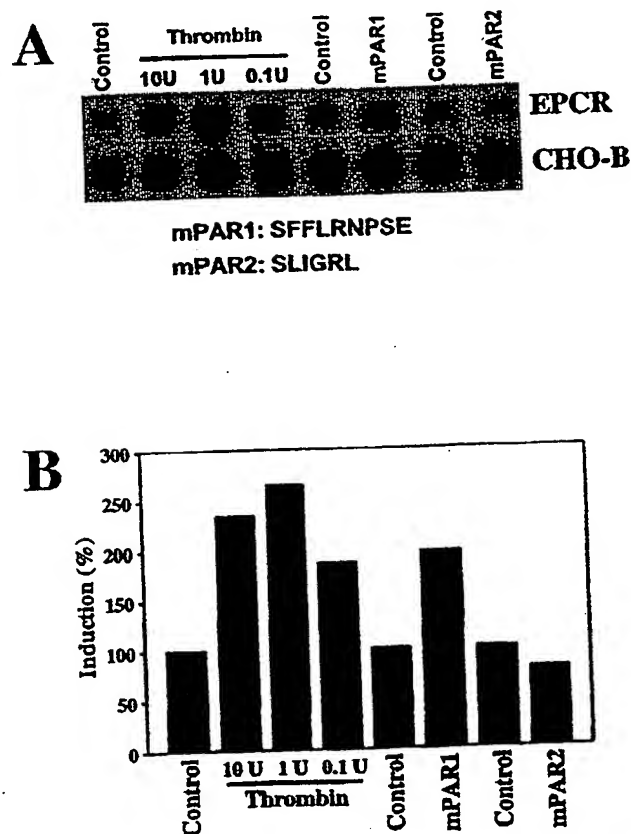 A
Control
Thrombin
10U 1U 0.1U
Control
mPAR1
Control
mPAR2
EPCR
CHO-B
mPAR1: SFFLRNPSE
mPAR2: SLIGRL
B
Induction (%)
300
250
200
150
100
50
0
Control
10 U 1 U 0.1 U
Thrombin
Control
mPAR1
Control
mPAR2